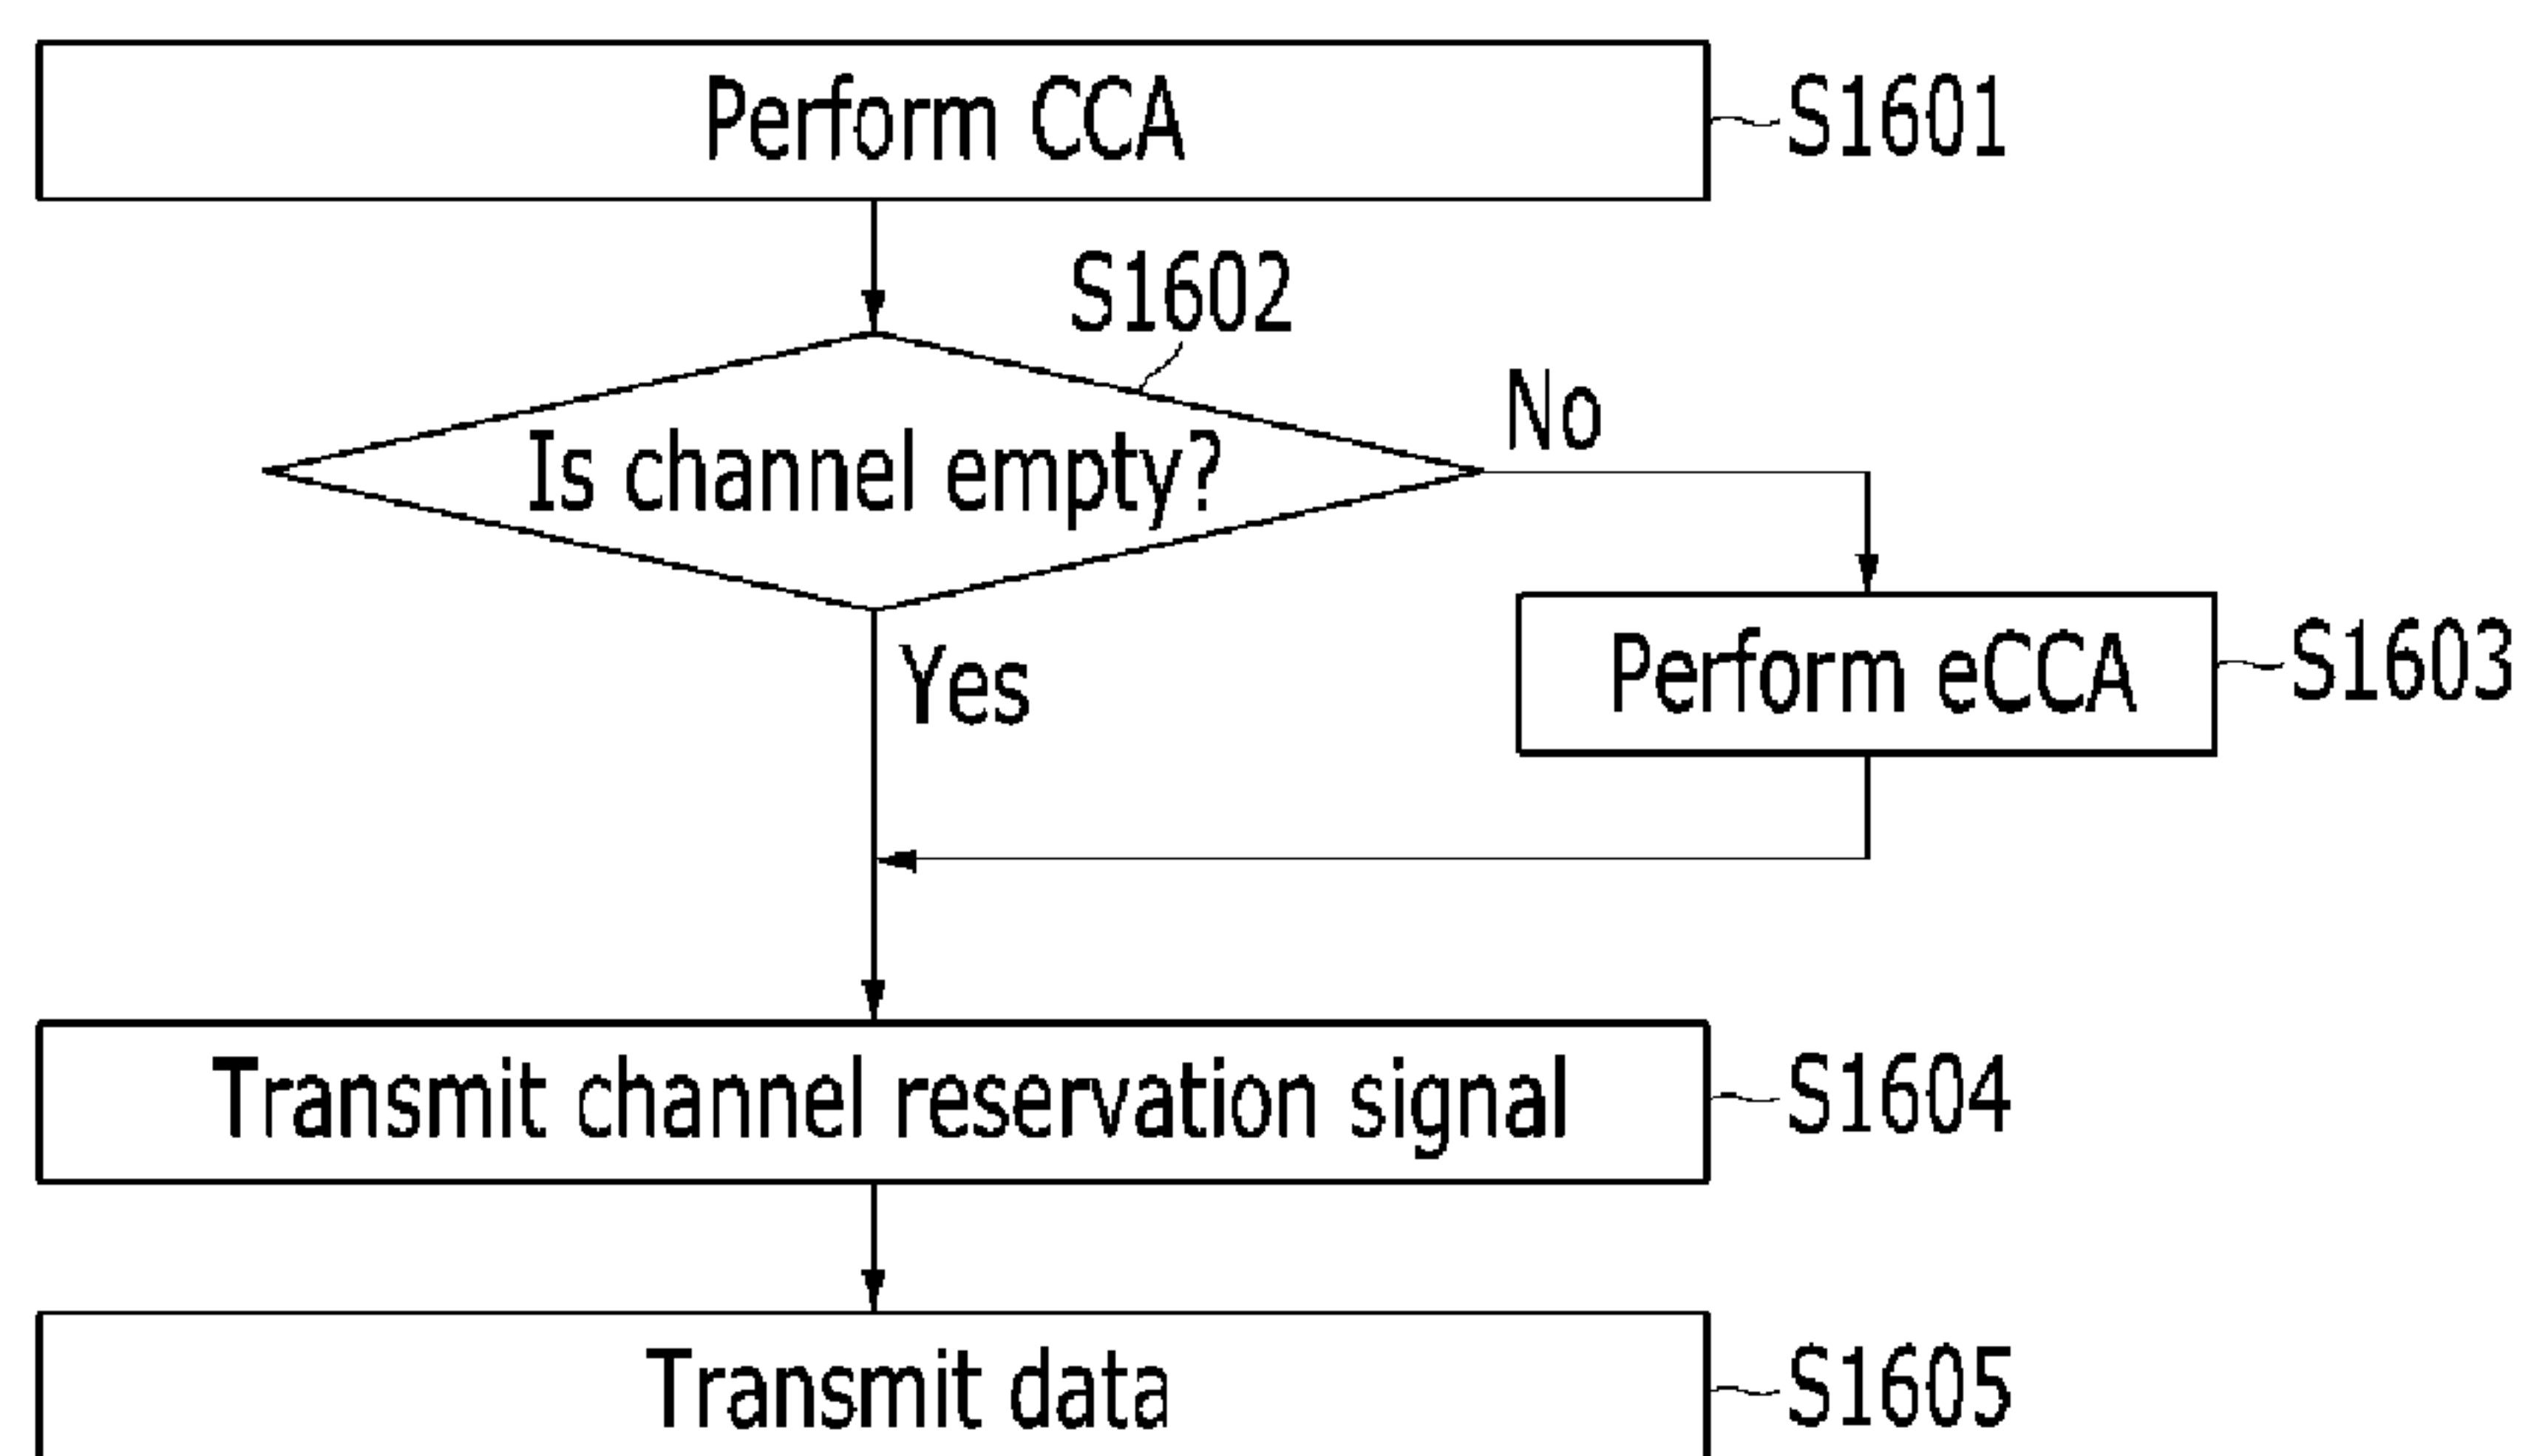 Perform CCA
S1601
S1602
Is channel empty?
No
Yes
Perform eCCA
S1603
Transmit channel reservation signal
S1604
Transmit data
S1605